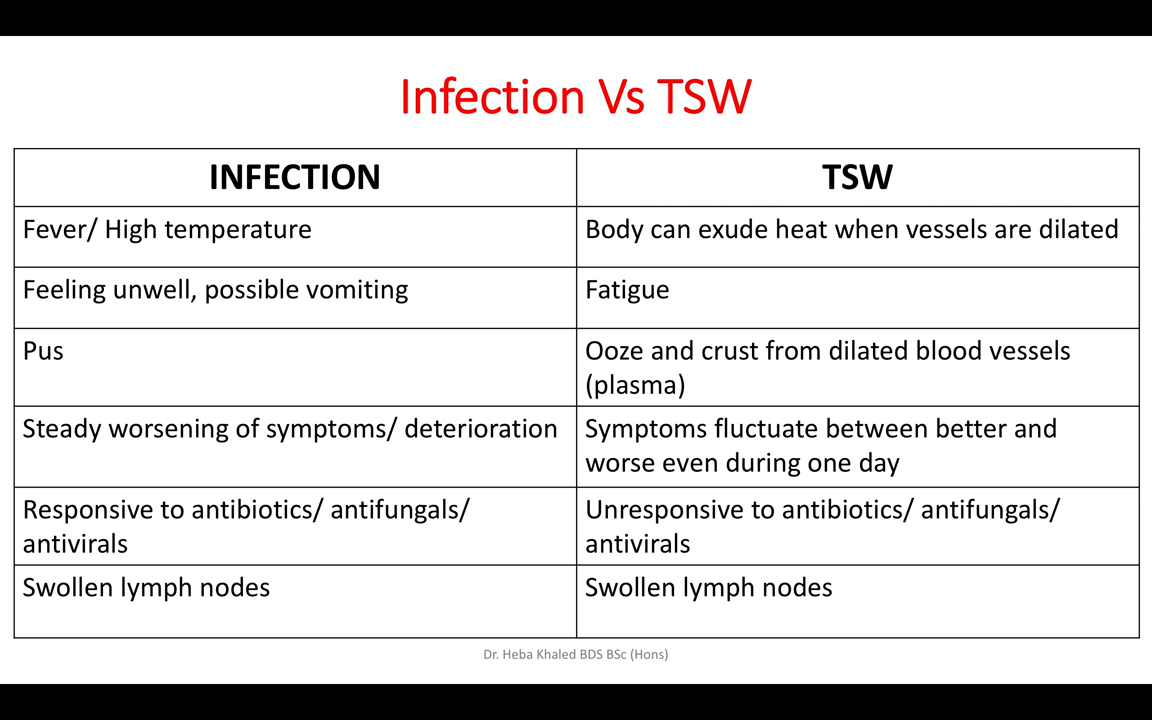 Infection Vs TSW
INFECTION
TSW
Fever/ High temperature
Body can exude heat when vessels are dilated
Feeling unwell, possible vomiting
Fatigue
Pus
Ooze and crust from dilated blood vessels
(plasma)
Steady worsening of symptoms/ deterioration
Symptoms fluctuate between better and
worse even during one day
Responsive to antibiotics/ antifungals/
antivirals
Unresponsive to antibiotics/ antifungals/
antivirals
Swollen lymph nodes
Swollen lymph nodes
Dr. Heba Khaled BDS BSc (Hons)